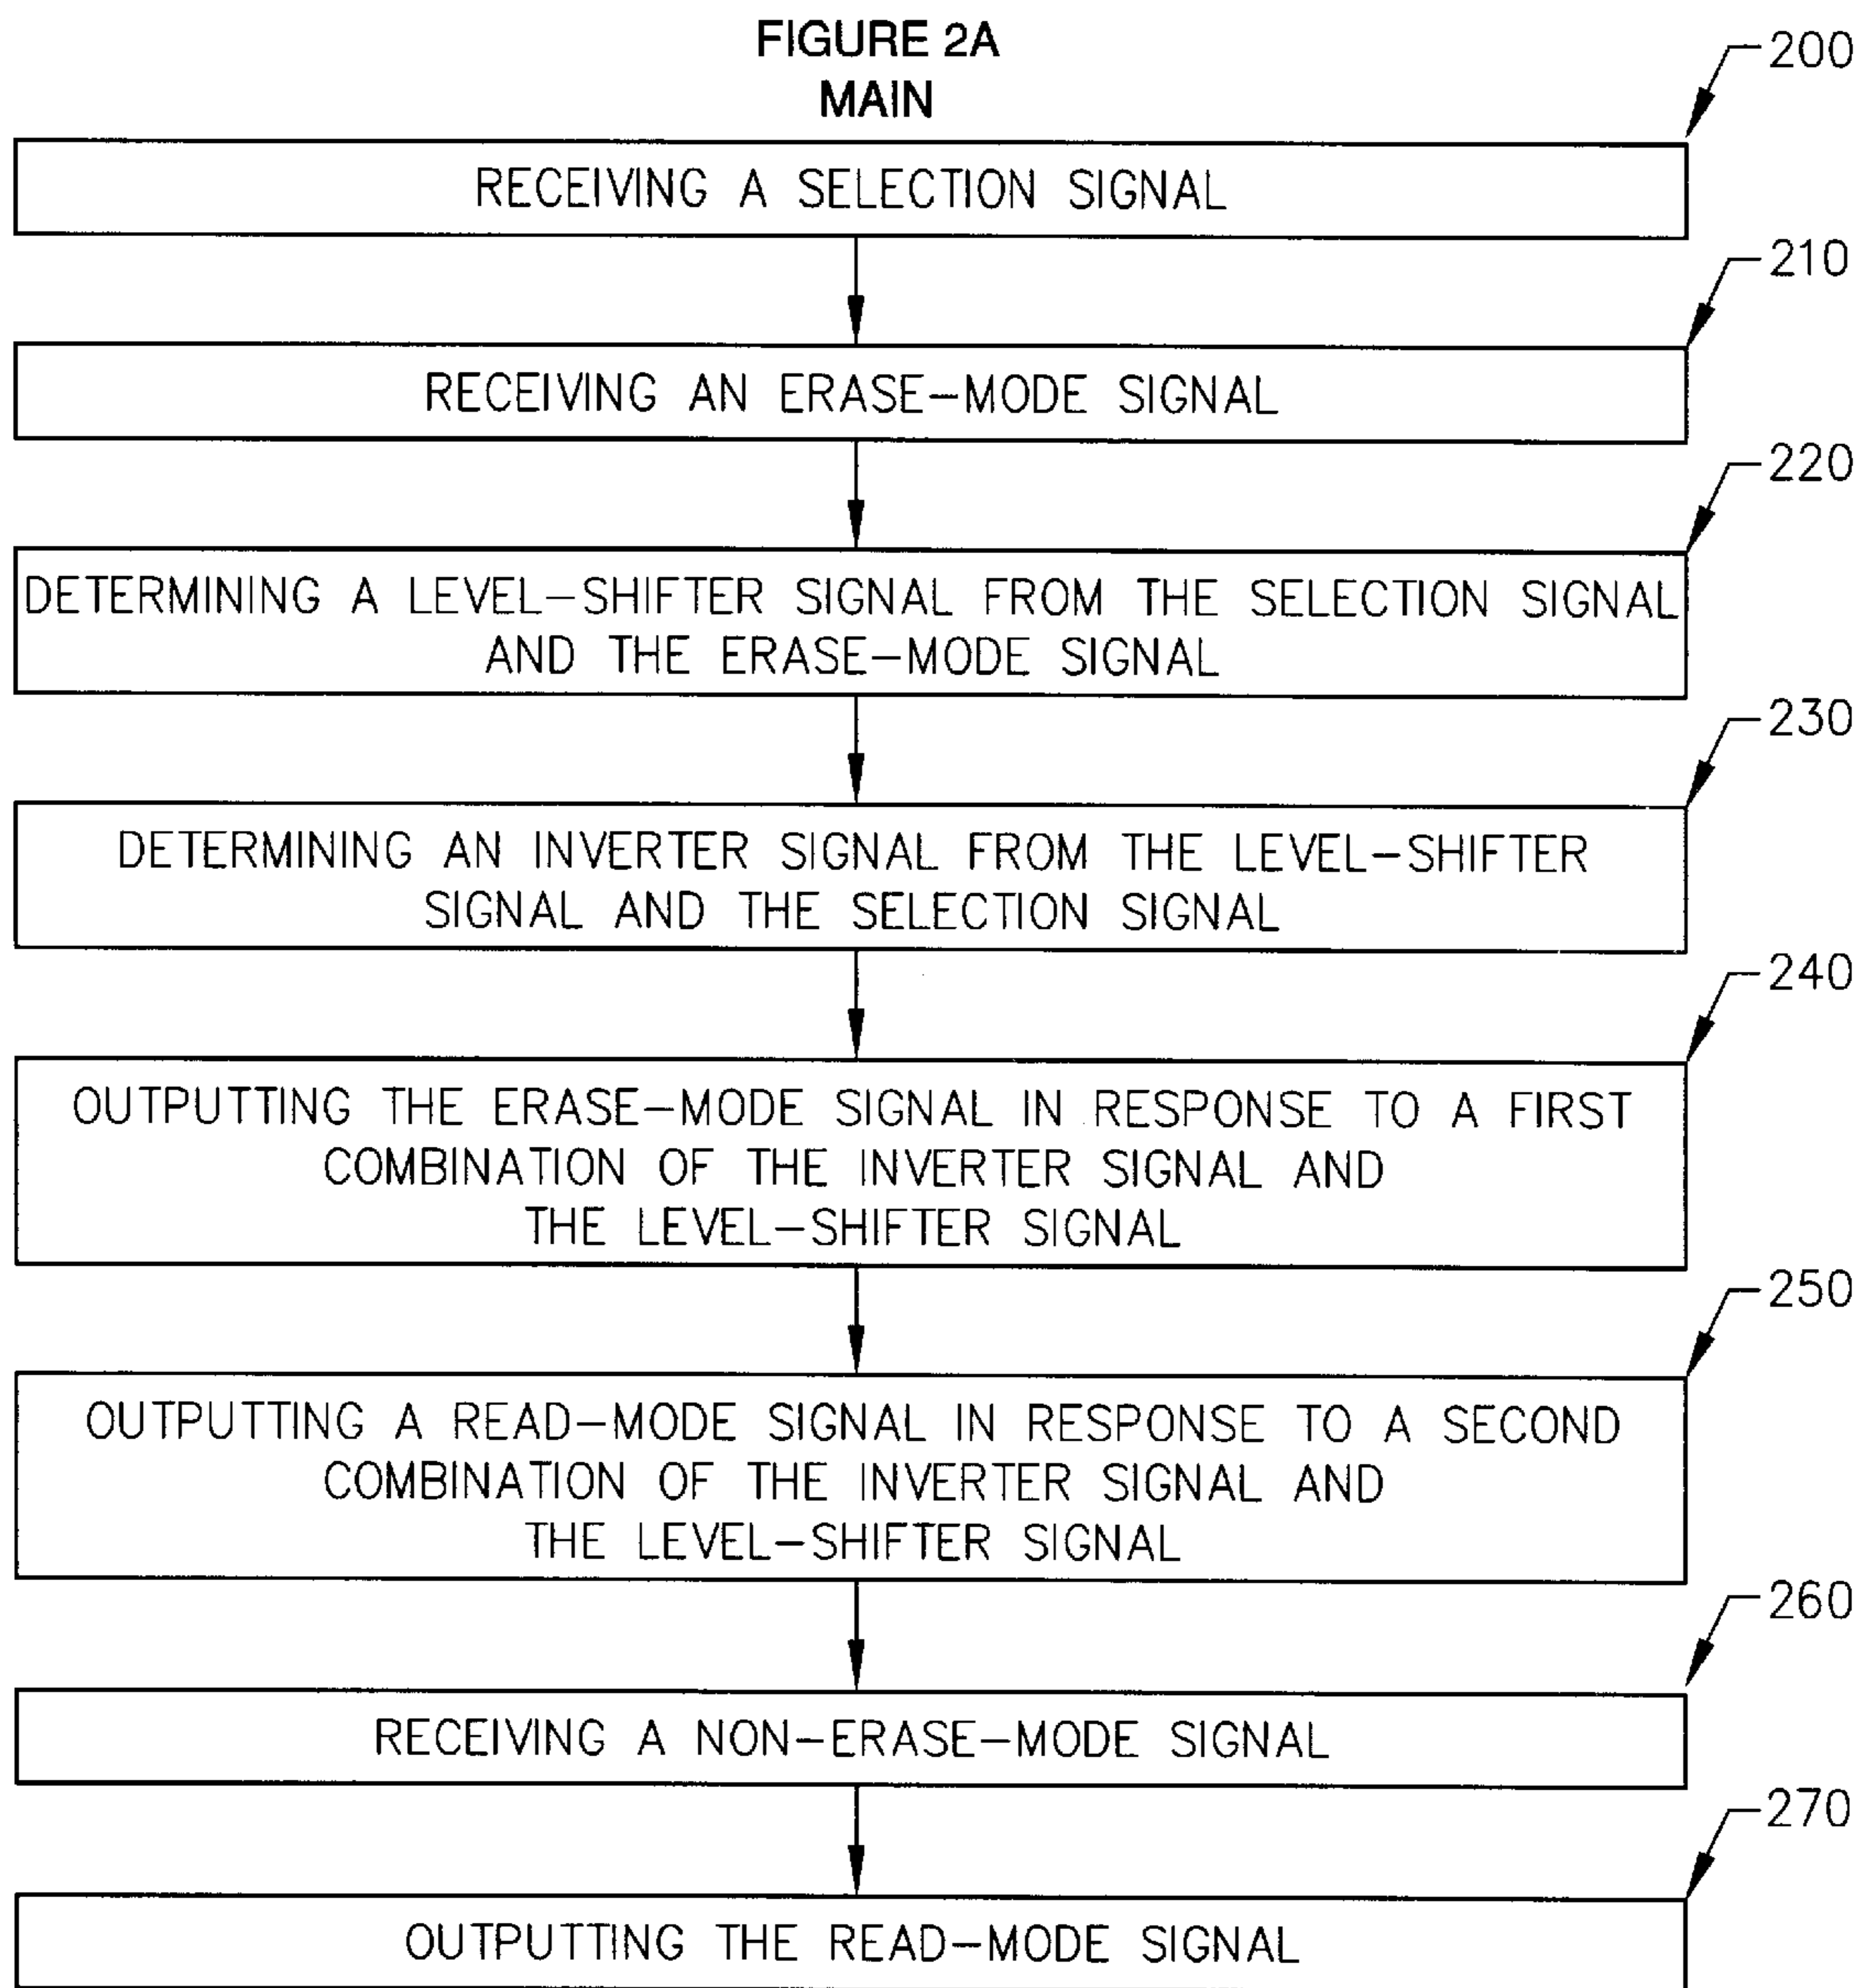 FIGURE 2A
MAIN
200
RECEIVING A SELECTION SIGNAL
210
RECEIVING AN ERASE-MODE SIGNAL
220
DETERMINING A LEVEL-SHIFTER SIGNAL FROM THE SELECTION SIGNAL
AND THE ERASE-MODE SIGNAL
230
DETERMINING AN INVERTER SIGNAL FROM THE LEVEL-SHIFTER
SIGNAL AND THE SELECTION SIGNAL
240
OUTPUTTING THE ERASE-MODE SIGNAL IN RESPONSE TO A FIRST
COMBINATION OF THE INVERTER SIGNAL AND
THE LEVEL-SHIFTER SIGNAL
250
OUTPUTTING A READ-MODE SIGNAL IN RESPONSE TO A SECOND
COMBINATION OF THE INVERTER SIGNAL AND
THE LEVEL-SHIFTER SIGNAL
260
RECEIVING A NON-ERASE-MODE SIGNAL
270
OUTPUTTING THE READ-MODE SIGNAL